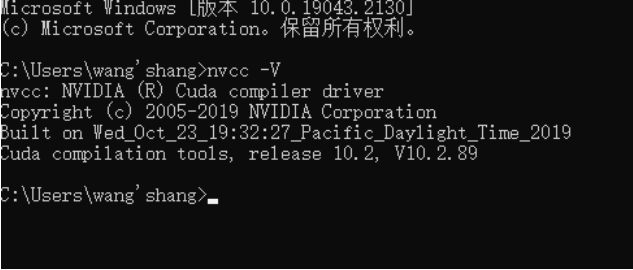 Microsoft Windows [版本 10.0.19043.2130]
(c) Microsoft Corporation。保留所有权利。
C:\Users\wang'shang>nvcc -V
nvcc: NVIDIA (R) Cuda compiler driver
Copyright (c) 2005-2019 NVIDIA Corporation
Built on Wed_Oct_23_19:32:27_Pacific_Daylight_Time_2019
Cuda compilation tools, release 10.2, V10.2.89
C:\Users\wang'shang>